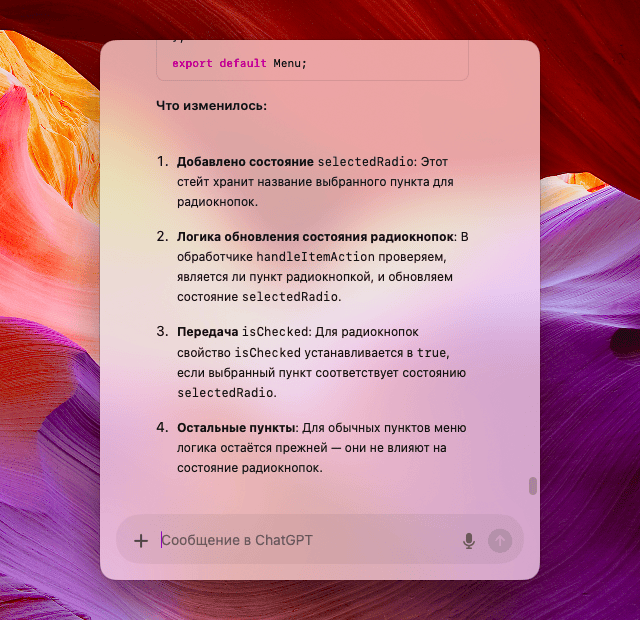 export default Menu;
Что изменилось:
1. Добавлено состояние selectedRadio: Этот
стейт хранит название выбранного пункта для
радиокнопок.
2. Логика обновления состояния радиокнопок: В
обработчике handleItemAction проверяем,
является ли пункт радиокнопкой, и обновляем
состояние selectedRadio.
3. Передача isChecked: Для радиокнопок
свойство isChecked устанавливается в true,
если выбранный пункт соответствует состоянию
selectedRadio.
4. Остальные пункты: Для обычных пунктов меню
логика остаётся прежней — они не влияют на
состояние радиокнопок.
Сообщение в ChatGPT